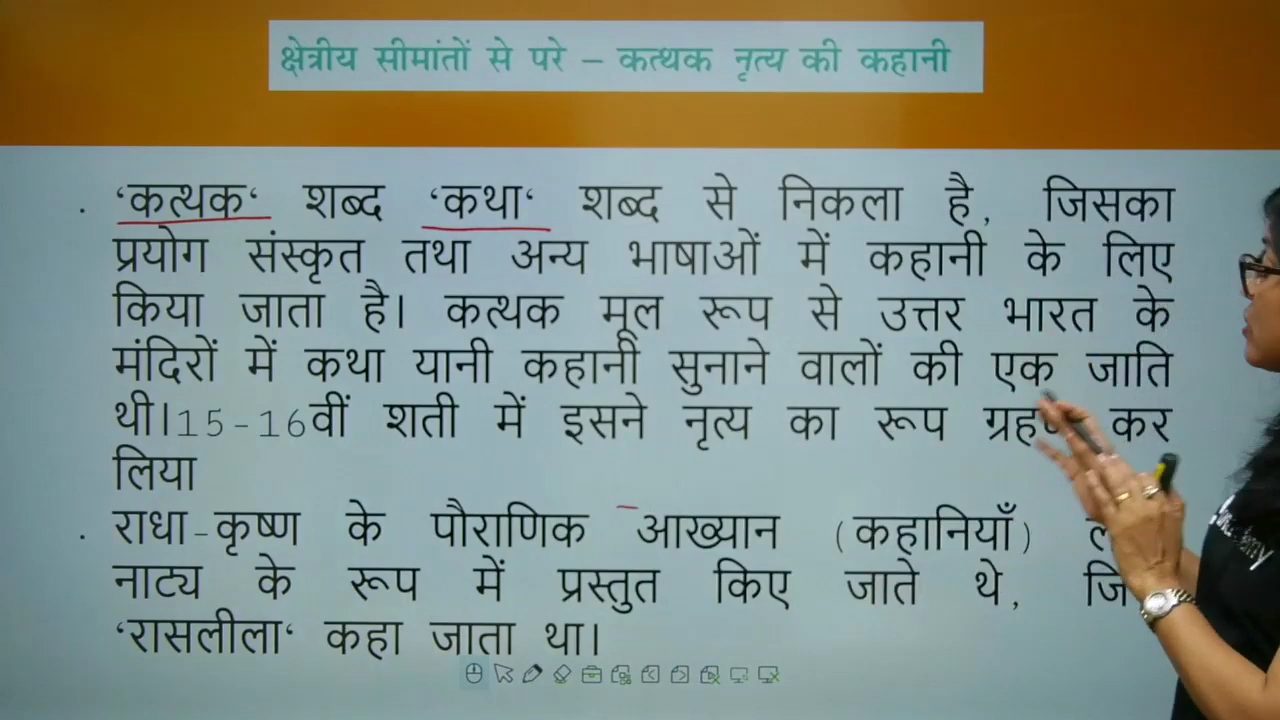 क्षेत्रीय सीमांतों से परे – कत्थक नृत्य की कहानी
‘कत्थक‘ शब्द ‘कथा‘ शब्द से निकला है, जिसका
प्रयोग संस्कृत तथा अन्य भाषाओं में कहानी के लिए
किया जाता है। कत्थक मूल रूप से उत्तर भारत के
मंदिरों में कथा यानी कहानी सुनाने वालों की एक जाति
थी।15-16वीं शती में इसने नृत्य का रूप कर
लिया
राधा-कृष्ण के पौराणिक आख्यान (कहानियाँ)
नाट्य के रूप में प्रस्तुत किए जाते थे,
‘रासलीला‘ कहा जाता था।